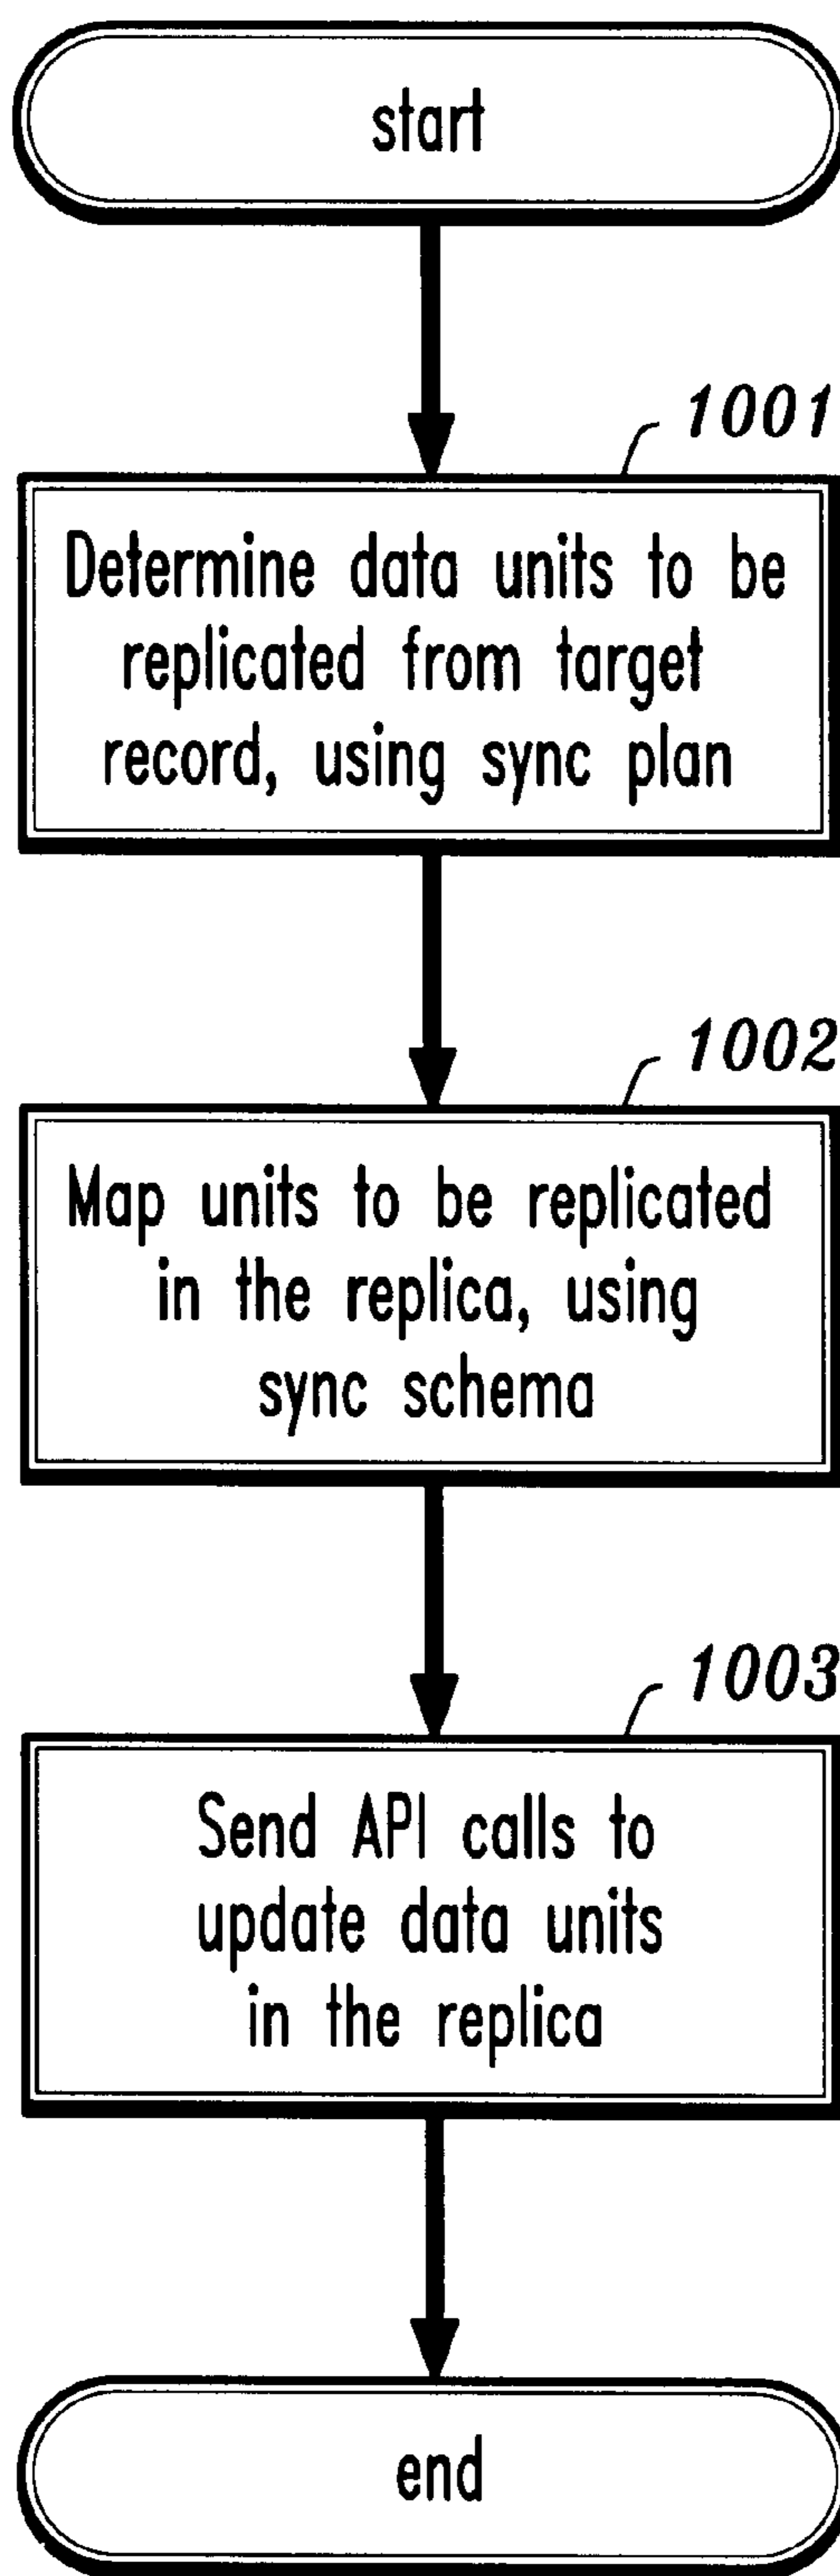 start
1001
Determine data units to be
replicated from target
record, using sync plan
1002
Map units to be replicated
in the replica, using
sync schema
1003
Send API calls to
update data units
in the replica
end